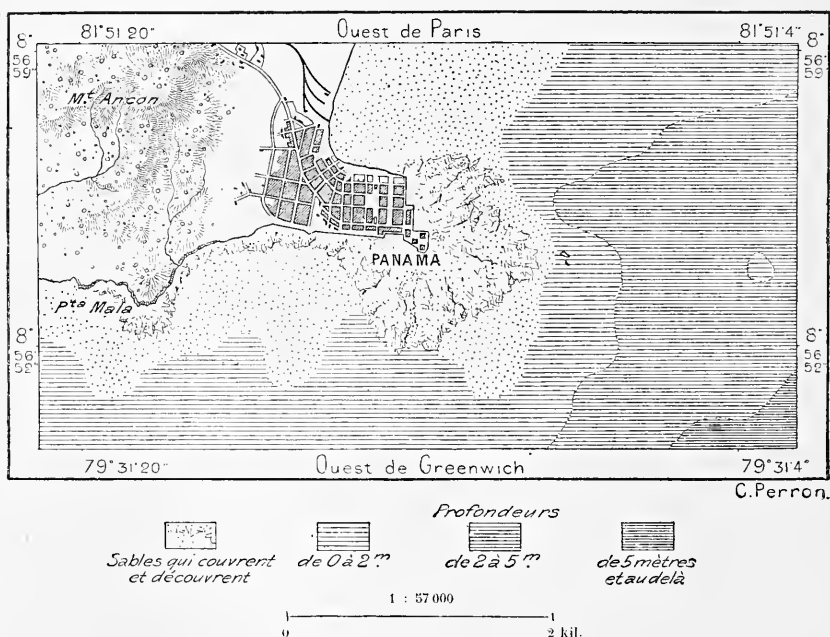 81°51'20" Ouest de Paris 81°51'4"
8°
56
59"
8°
56
59"
Mt Ancon
PANAMA
Pta Mala
8°
56
52"
8°
56
52"
79°31'20" Ouest de Greenwich 79°31'4"
C. Perron.
Profondeurs
Sables qui couvrent et découvrent
de 0 à 2 m.
de 2 à 5 m.
de 5 mètres et au delà
1 : 57 000
0 1
2 kil.